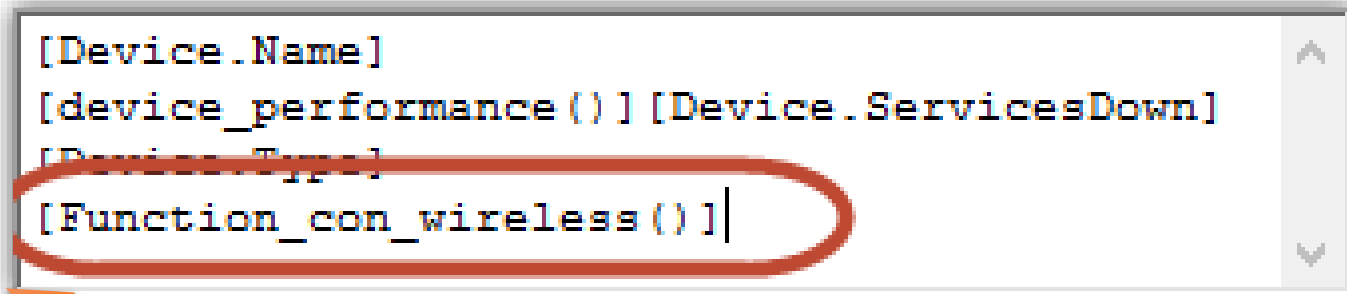 [Device.Name]
[device_performance()][Device.ServicesDown]
[Device.Type]
[Function_con_wireless()]